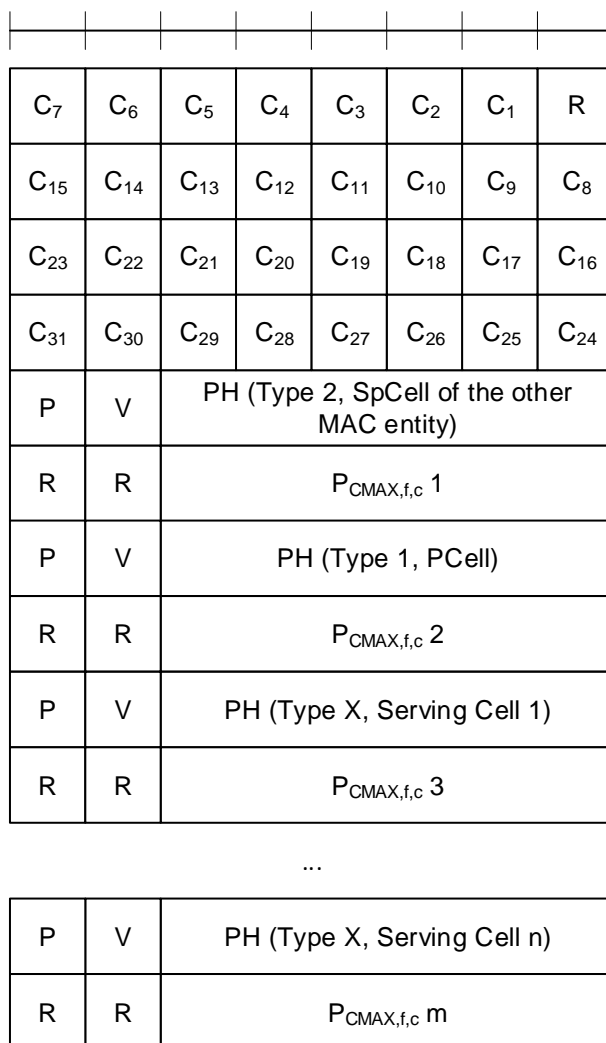 C7 C6 C5 C4 C3 C2 C1 R
C15 C14 C13 C12 C11 C10 C9 C8
C23 C22 C21 C20 C19 C18 C17 C16
C31 C30 C29 C28 C27 C26 C25 C24
P V PH (Type 2, SpCell of the other
MAC entity)
R R PCMAX,f,c 1
P V PH (Type 1, PCell)
R R PCMAX,f,c 2
P V PH (Type X, Serving Cell 1)
R R PCMAX,f,c 3
...
P V PH (Type X, Serving Cell n)
R R PCMAX,f,c m